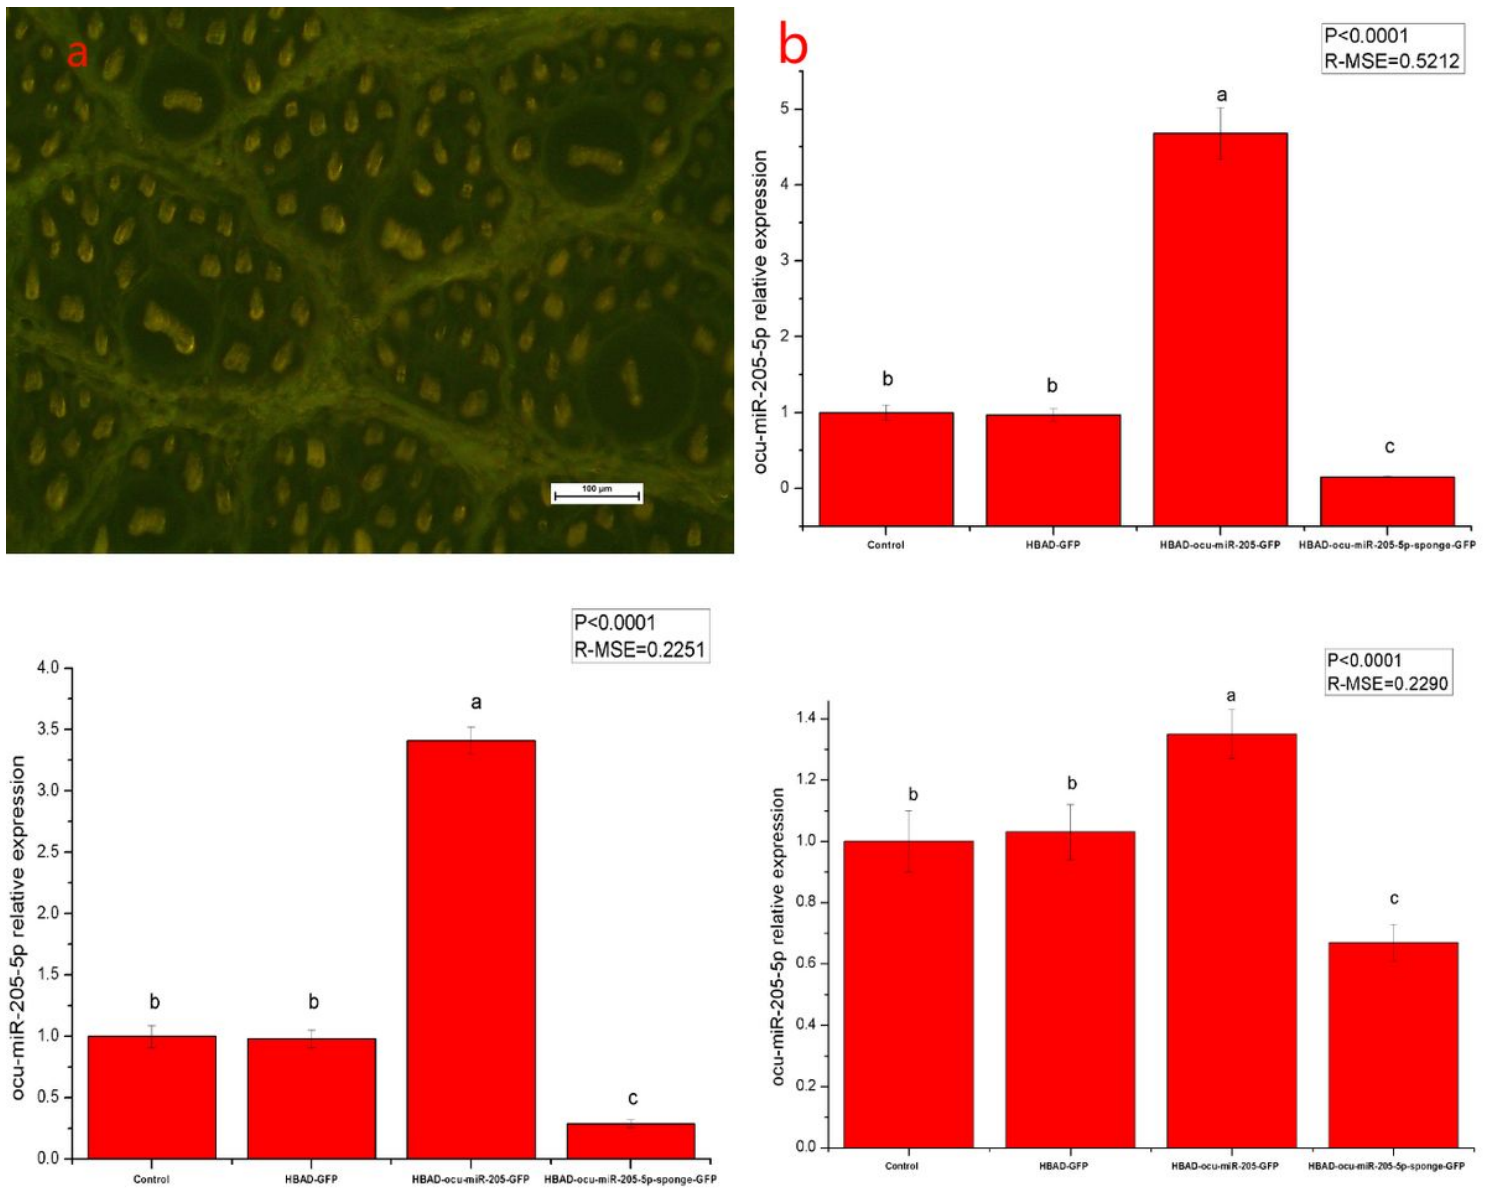 a
100 µm
b
P<0.0001
R-MSE=0.5212
ocu-miR-205-5p relative expression
5
4
3
2
1
0
b
b
a
c
Control
HBAD-GFP
HBAD-ocu-miR-205-GFP
HBAD-ocu-miR-205-5p-sponge-GFP
P<0.0001
R-MSE=0.2251
ocu-miR-205-5p relative expression
4.0
3.5
3.0
2.5
2.0
1.5
1.0
0.5
0.0
b
b
a
c
Control
HBAD-GFP
HBAD-ocu-miR-205-GFP
HBAD-ocu-miR-205-5p-sponge-GFP
P<0.0001
R-MSE=0.2290
ocu-miR-205-5p relative expression
1.4
1.2
1.0
0.8
0.6
0.4
0.2
0.0
b
b
a
c
Control
HBAD-GFP
HBAD-ocu-miR-205-GFP
HBAD-ocu-miR-205-5p-sponge-GFP